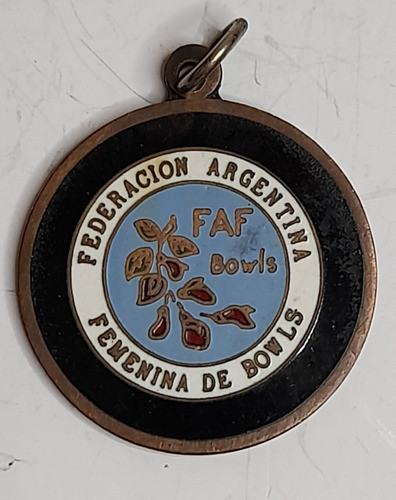 FEDERACION ARGENTINA
FAF
Bowls
FEMENINA DE BOWLS